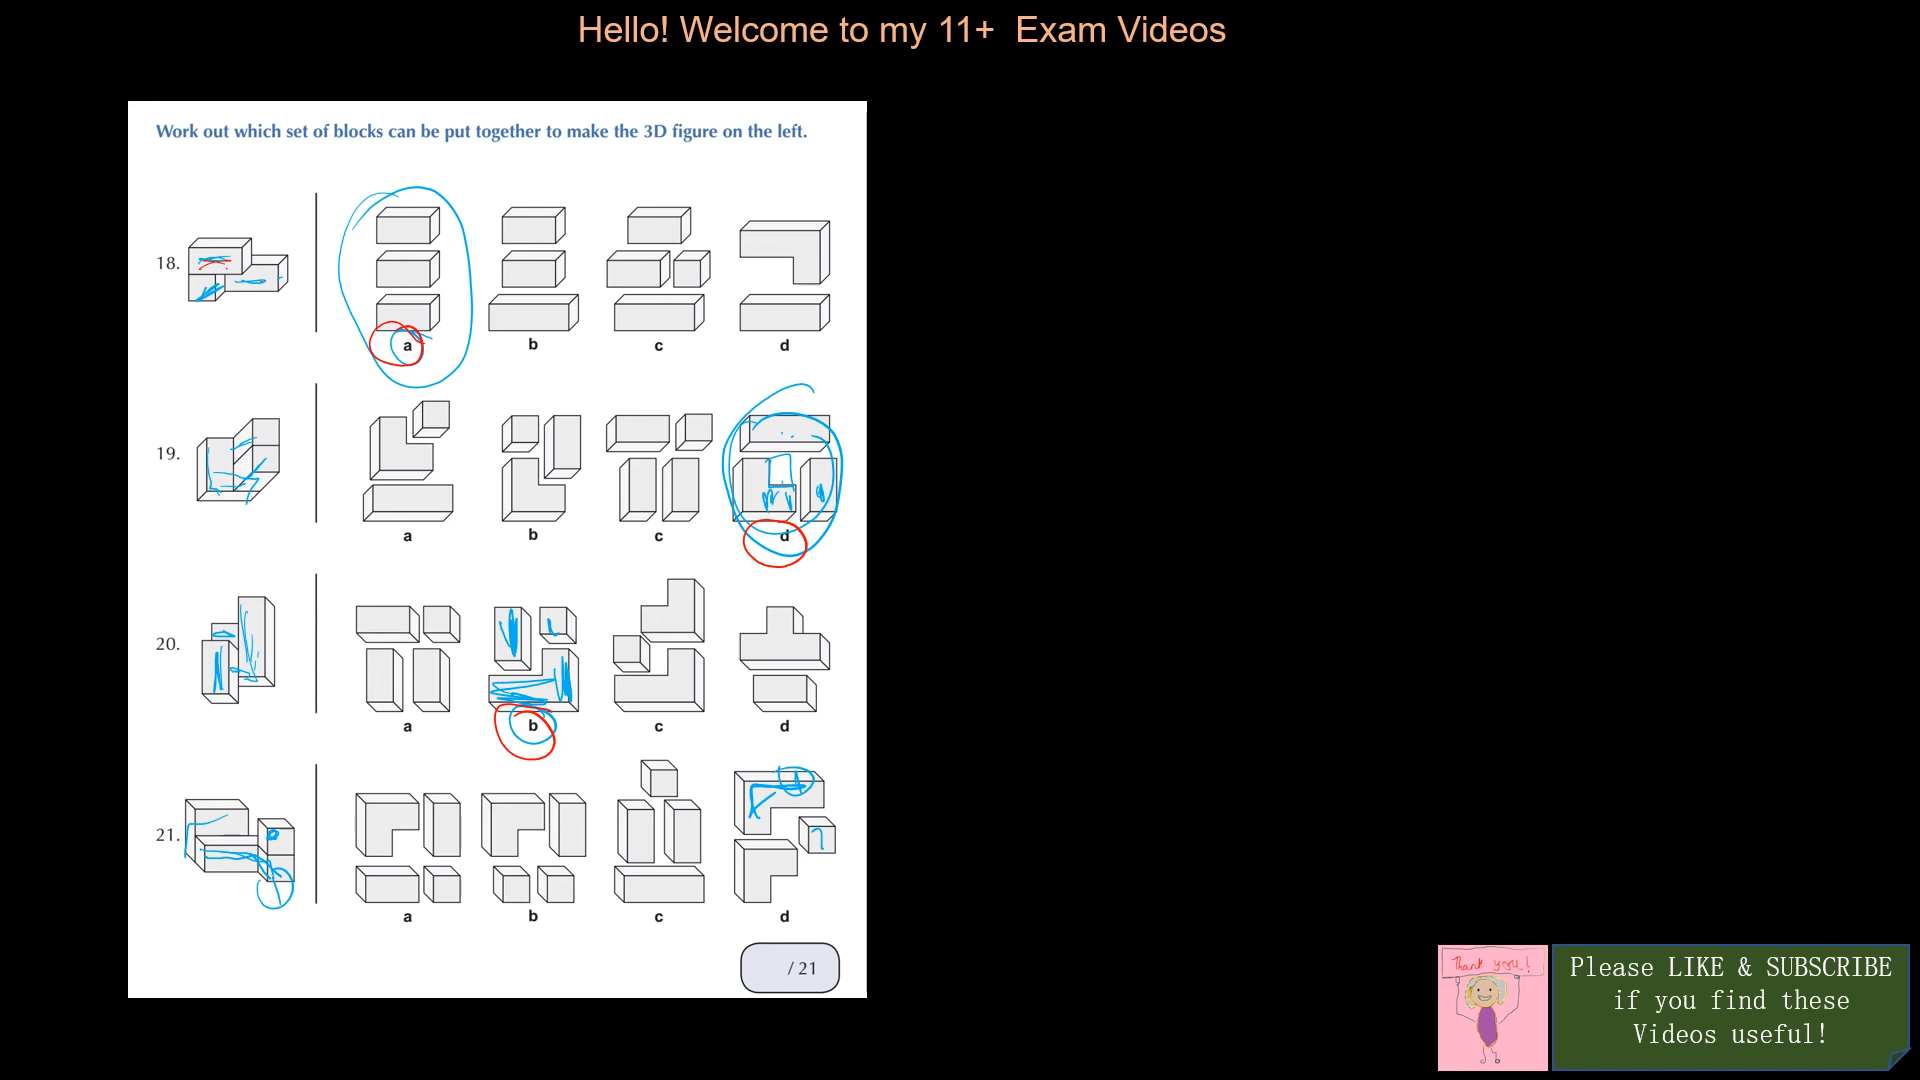 Hello! Welcome to my 11+ Exam Videos
Work out which set of blocks can be put together to make the 3D figure on the left.
18.
a b c d
19.
a b c d
20.
a b c d
21.
a b c d
/ 21
Thank you!
Please LIKE & SUBSCRIBE
if you find these
Videos useful!